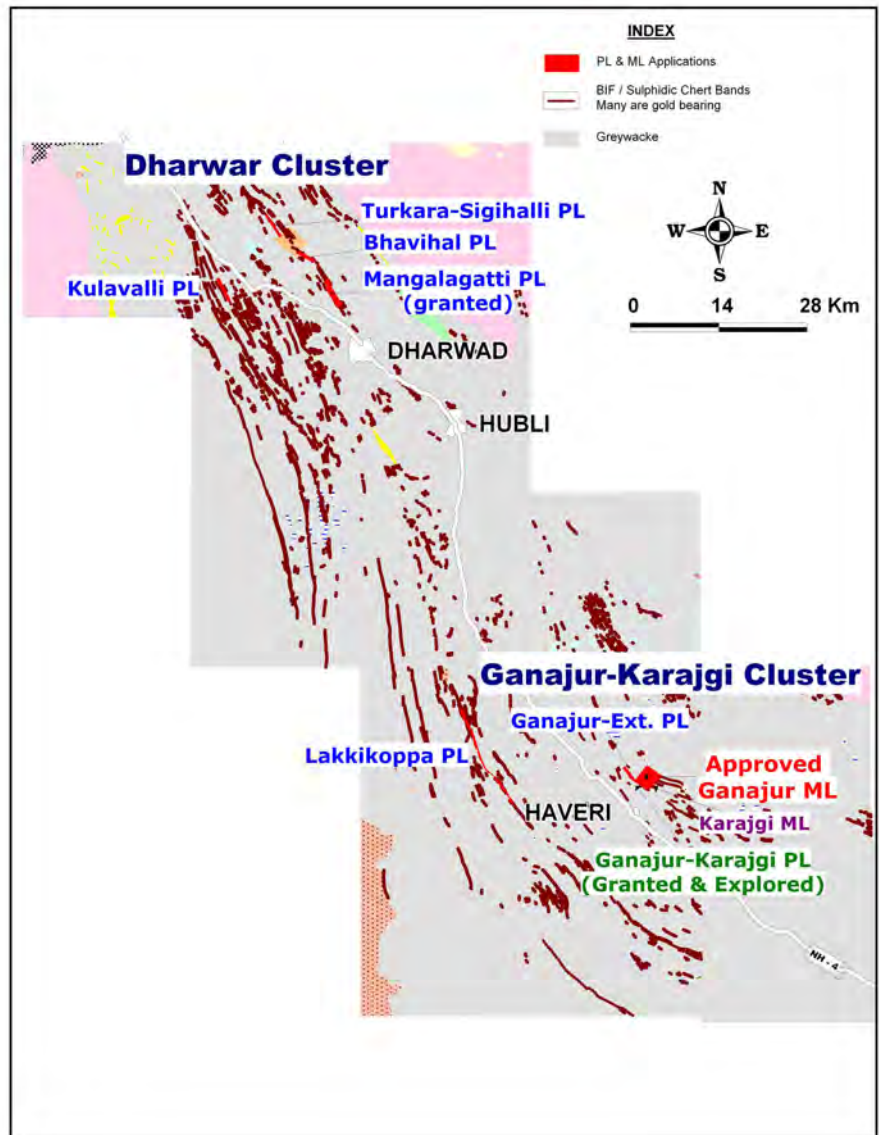 INDEX
PL & ML Applications
BIF / Sulphidic Chert Bands
Many are gold bearing
Greywacke
N
W
E
S
0 14 28 Km
Dharwar Cluster
Turkara-Sigihalli PL
Bhavihal PL
Kulavalli PL
Mangalagatti PL
(granted)
DHARWAD
HUBLI
Ganajur-Karajgi Cluster
Ganajur-Ext. PL
Lakkikoppa PL
Approved
Ganajur ML
HAVERI
Karajgi ML
Ganajur-Karajgi PL
(Granted & Explored)
NH - 4